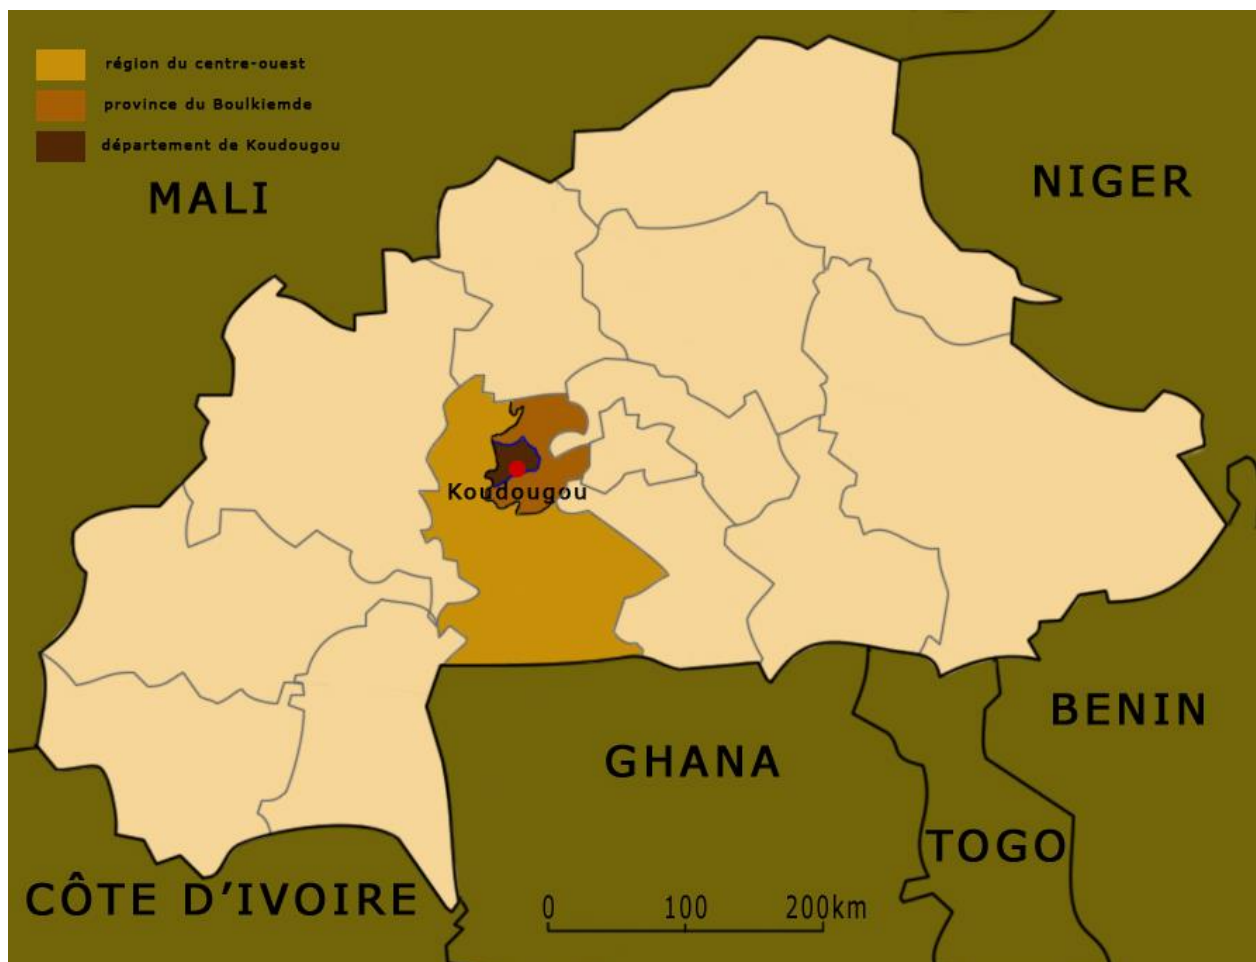 région du centre-ouest
province du Boulkiemde
département de Koudougou
MALI
NIGER
Koudougou
BENIN
GHANA
TOGO
CÔTE D'IVOIRE
0 100 200km